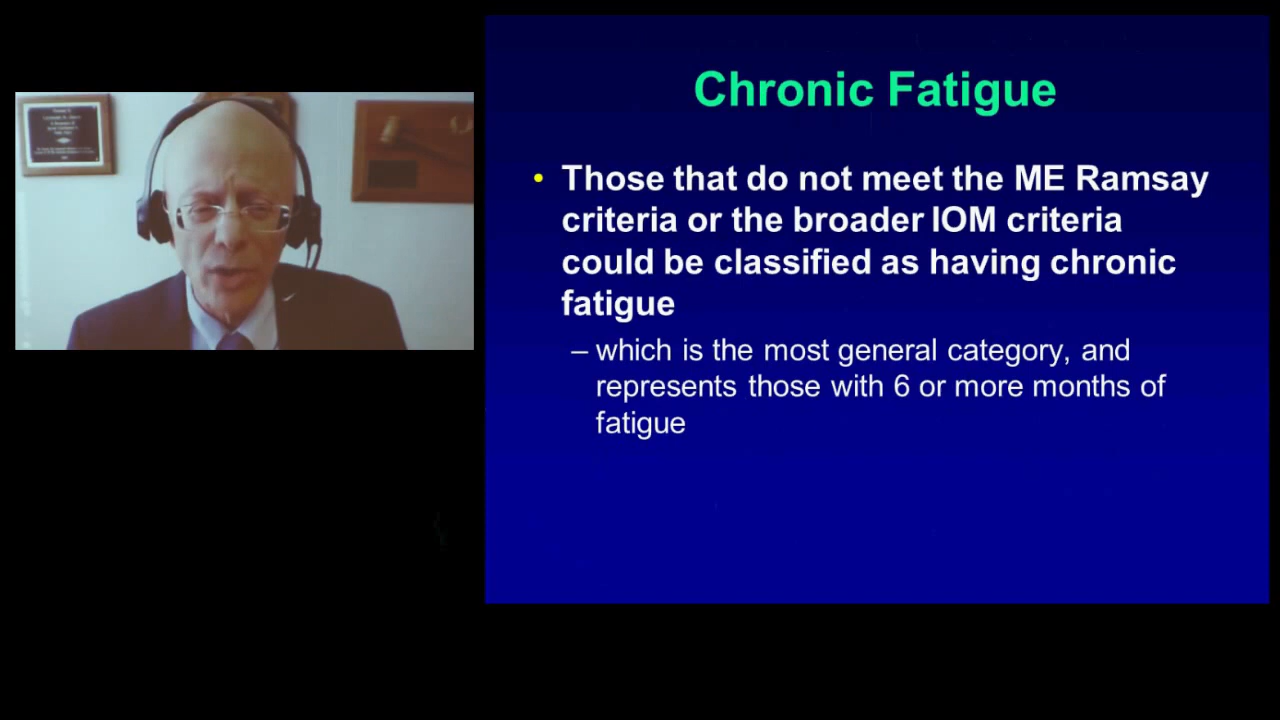 Chronic Fatigue
• Those that do not meet the ME Ramsay
criteria or the broader IOM criteria
could be classified as having chronic
fatigue
– which is the most general category, and
represents those with 6 or more months of
fatigue